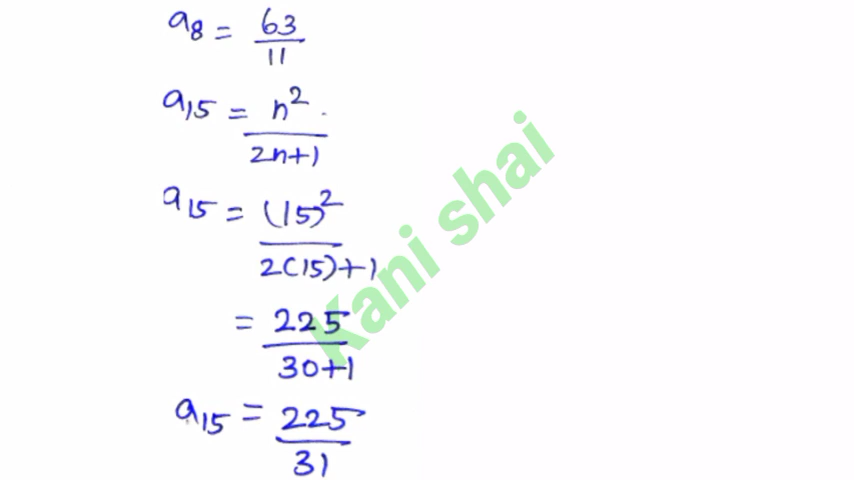 a₈ = 63/11
a₁₅ = n² / 2n+1
a₁₅ = (15)² / 2(15)+1
= 225 / 30+1
a₁₅ = 225/31
Kani shai